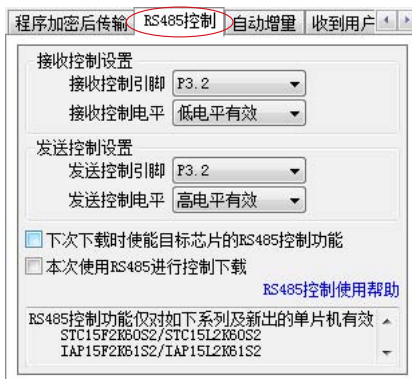 程序加密后传输 RS485控制 自动增量 收到用户
接收控制设置
接收控制引脚 P3.2
接收控制电平 低电平有效
发送控制设置
发送控制引脚 P3.2
发送控制电平 高电平有效
下次下载时使能目标芯片的RS485控制功能
本次使用RS485进行控制下载
RS485控制使用帮助
RS485控制功能仅对如下系列及新出的单片机有效
STC15F2K60S2/STC15L2K60S2
IAP15F2K61S2/IAP15L2K61S2